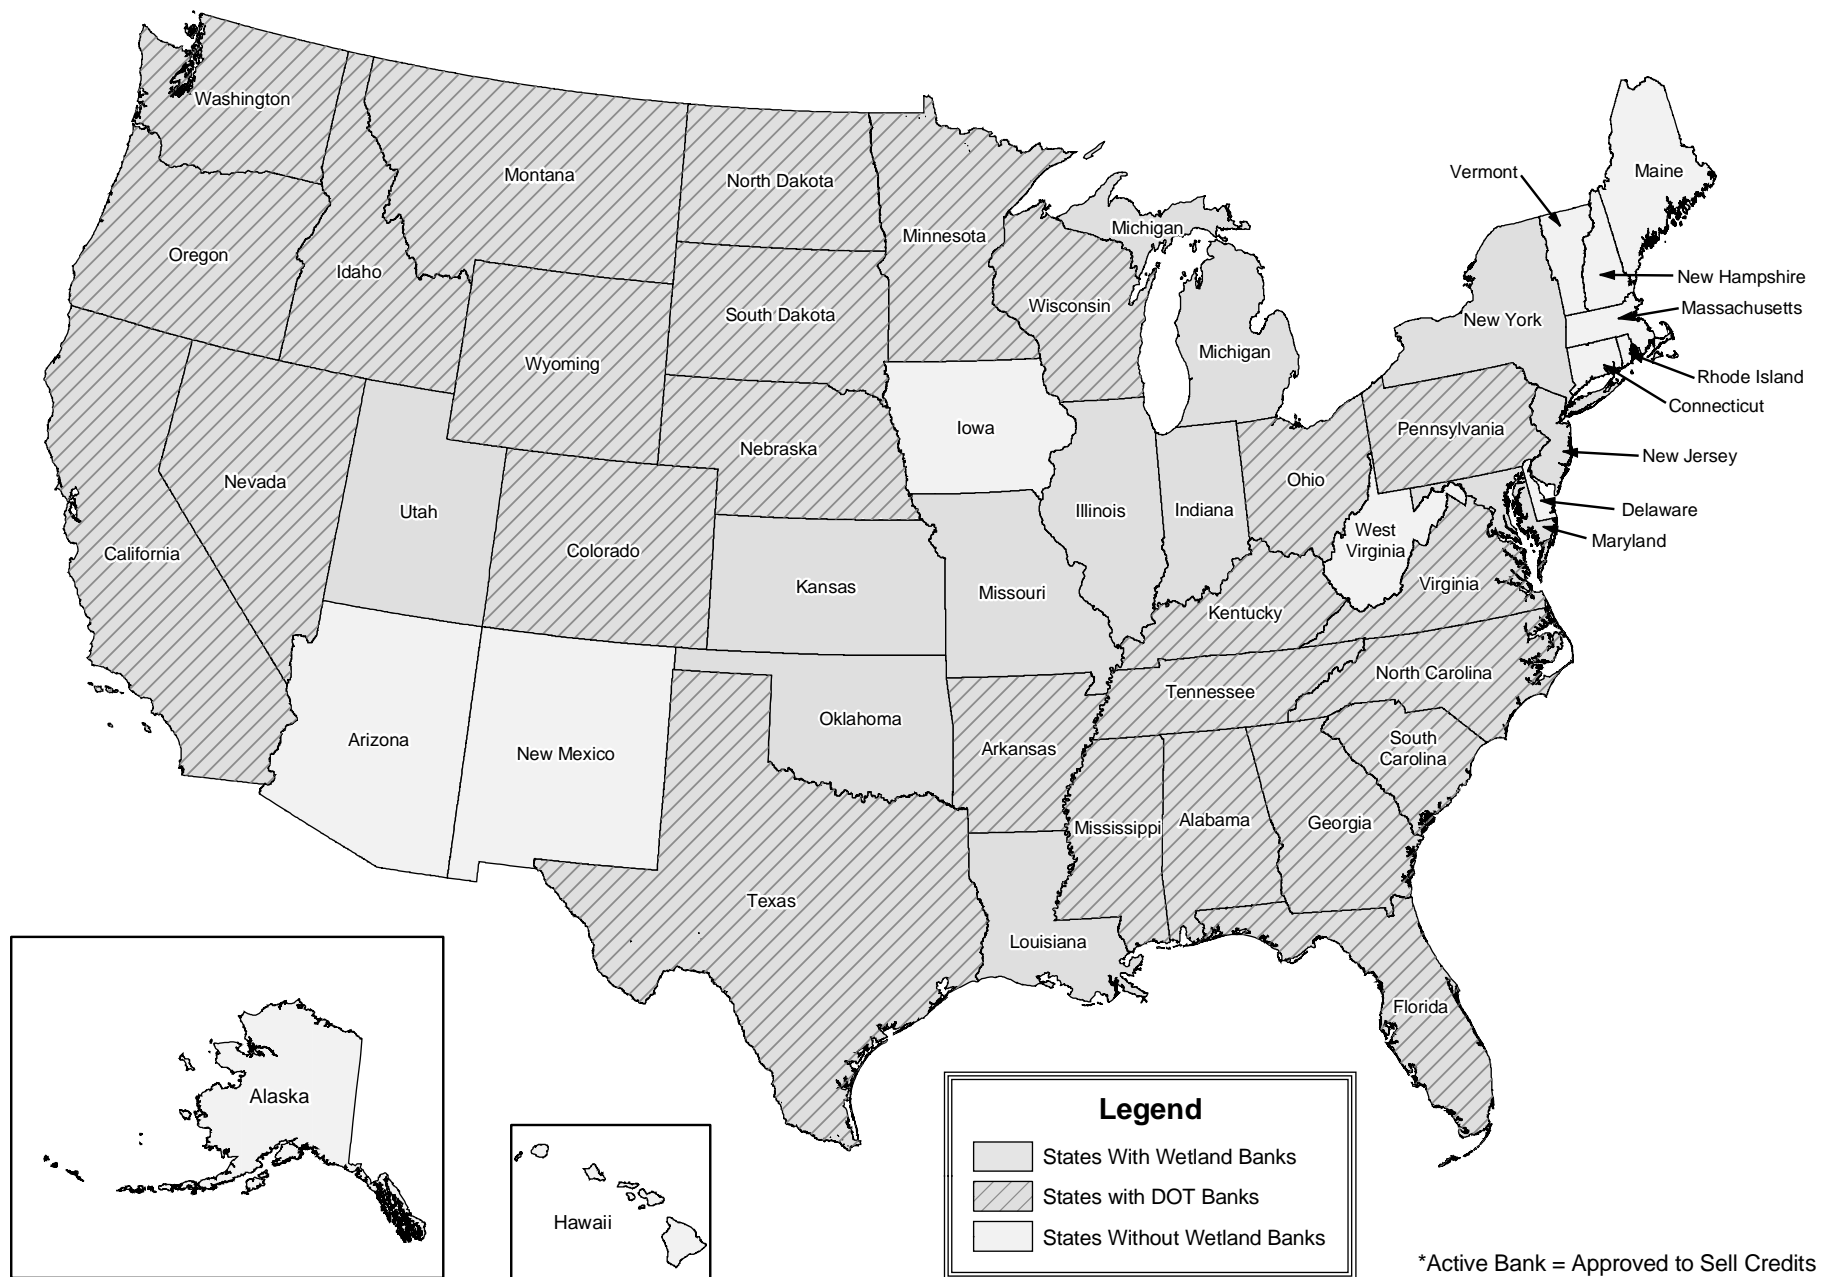 Washington
Montana
North Dakota
Minnesota
Michigan
Vermont
Maine
Oregon
Idaho
Wisconsin
New Hampshire
Massachusetts
South Dakota
New York
Wyoming
Michigan
Rhode Island
Connecticut
Iowa
Pennsylvania
Nebraska
New Jersey
Nevada
Ohio
Utah
Illinois
Indiana
Delaware
West
Virginia
Maryland
California
Colorado
Kansas
Missouri
Virginia
Kentucky
North Carolina
Tennessee
Oklahoma
Arizona
New Mexico
Arkansas
South
Carolina
Mississippi
Alabama
Georgia
Texas
Louisiana
Florida
Alaska
Hawaii
Legend
States With Wetland Banks
States with DOT Banks
States Without Wetland Banks
*Active Bank = Approved to Sell Credits